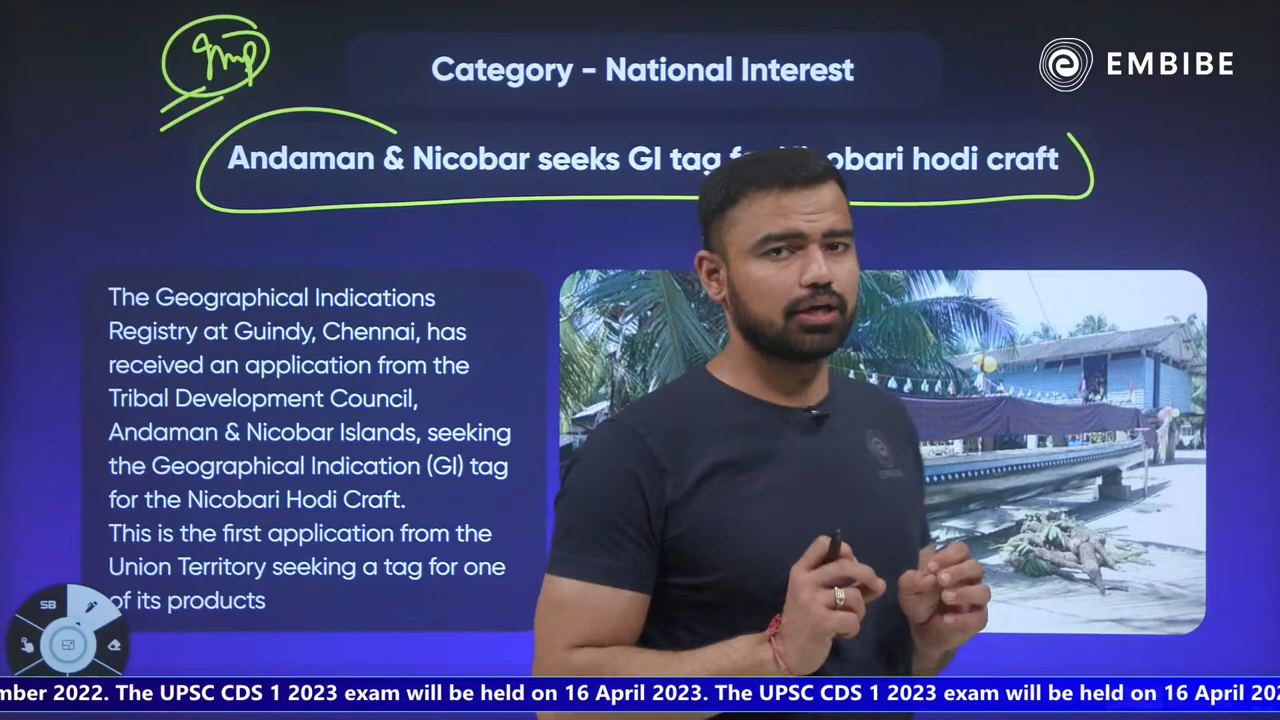 Imp
Category - National Interest
EMBIBE
Andaman & Nicobar seeks GI tag obari hodi craft
The Geographical Indications
Registry at Guindy, Chennai, has
received an application from the
Tribal Development Council,
Andaman & Nicobar Islands, seeking
the Geographical Indication (GI) tag
for the Nicobari Hodi Craft.
This is the first application from the
Union Territory seeking a tag for one
of its products
SB
mber 2022. The UPSC CDS 1 2023 exam will be held on 16 April 2023. The UPSC CDS 1 2023 exam will be held on 16 April 202